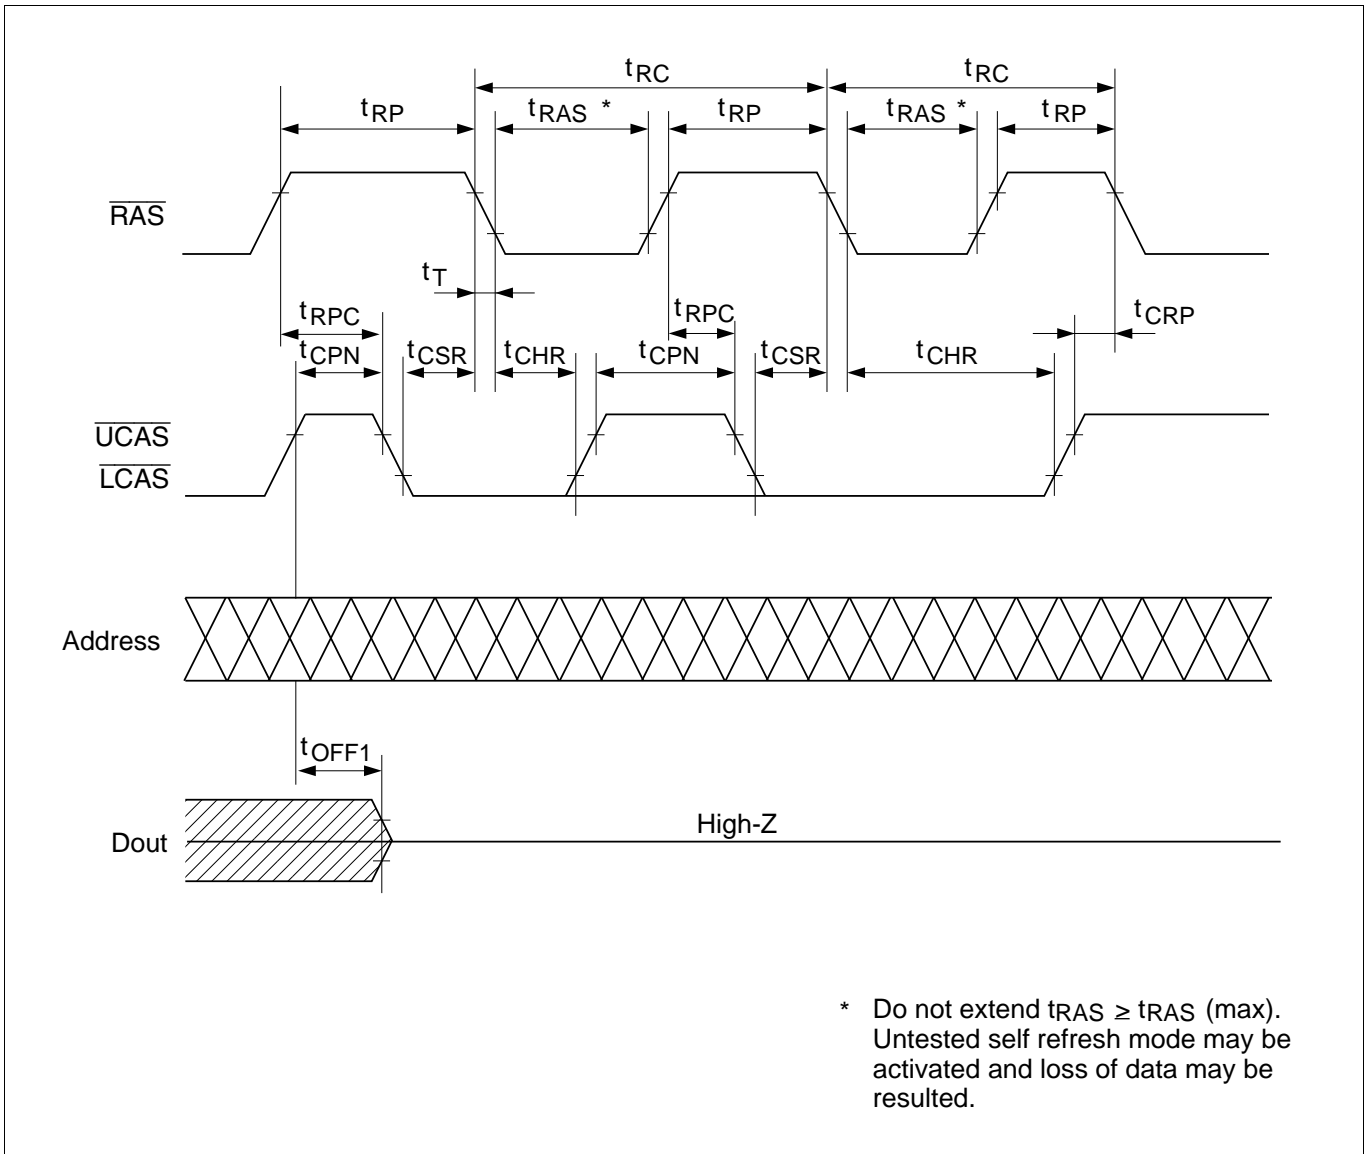 tRC tRC
tRP tRAS * tRP tRAS * tRP
RAS
tT
tRPC tRPC tCRP
tCPN tCSR tCHR tCPN tCSR tCHR
UCAS
LCAS
Address
tOFF1
High-Z
Dout
* Do not extend tRAS ≥ tRAS (max).
Untested self refresh mode may be
activated and loss of data may be
resulted.